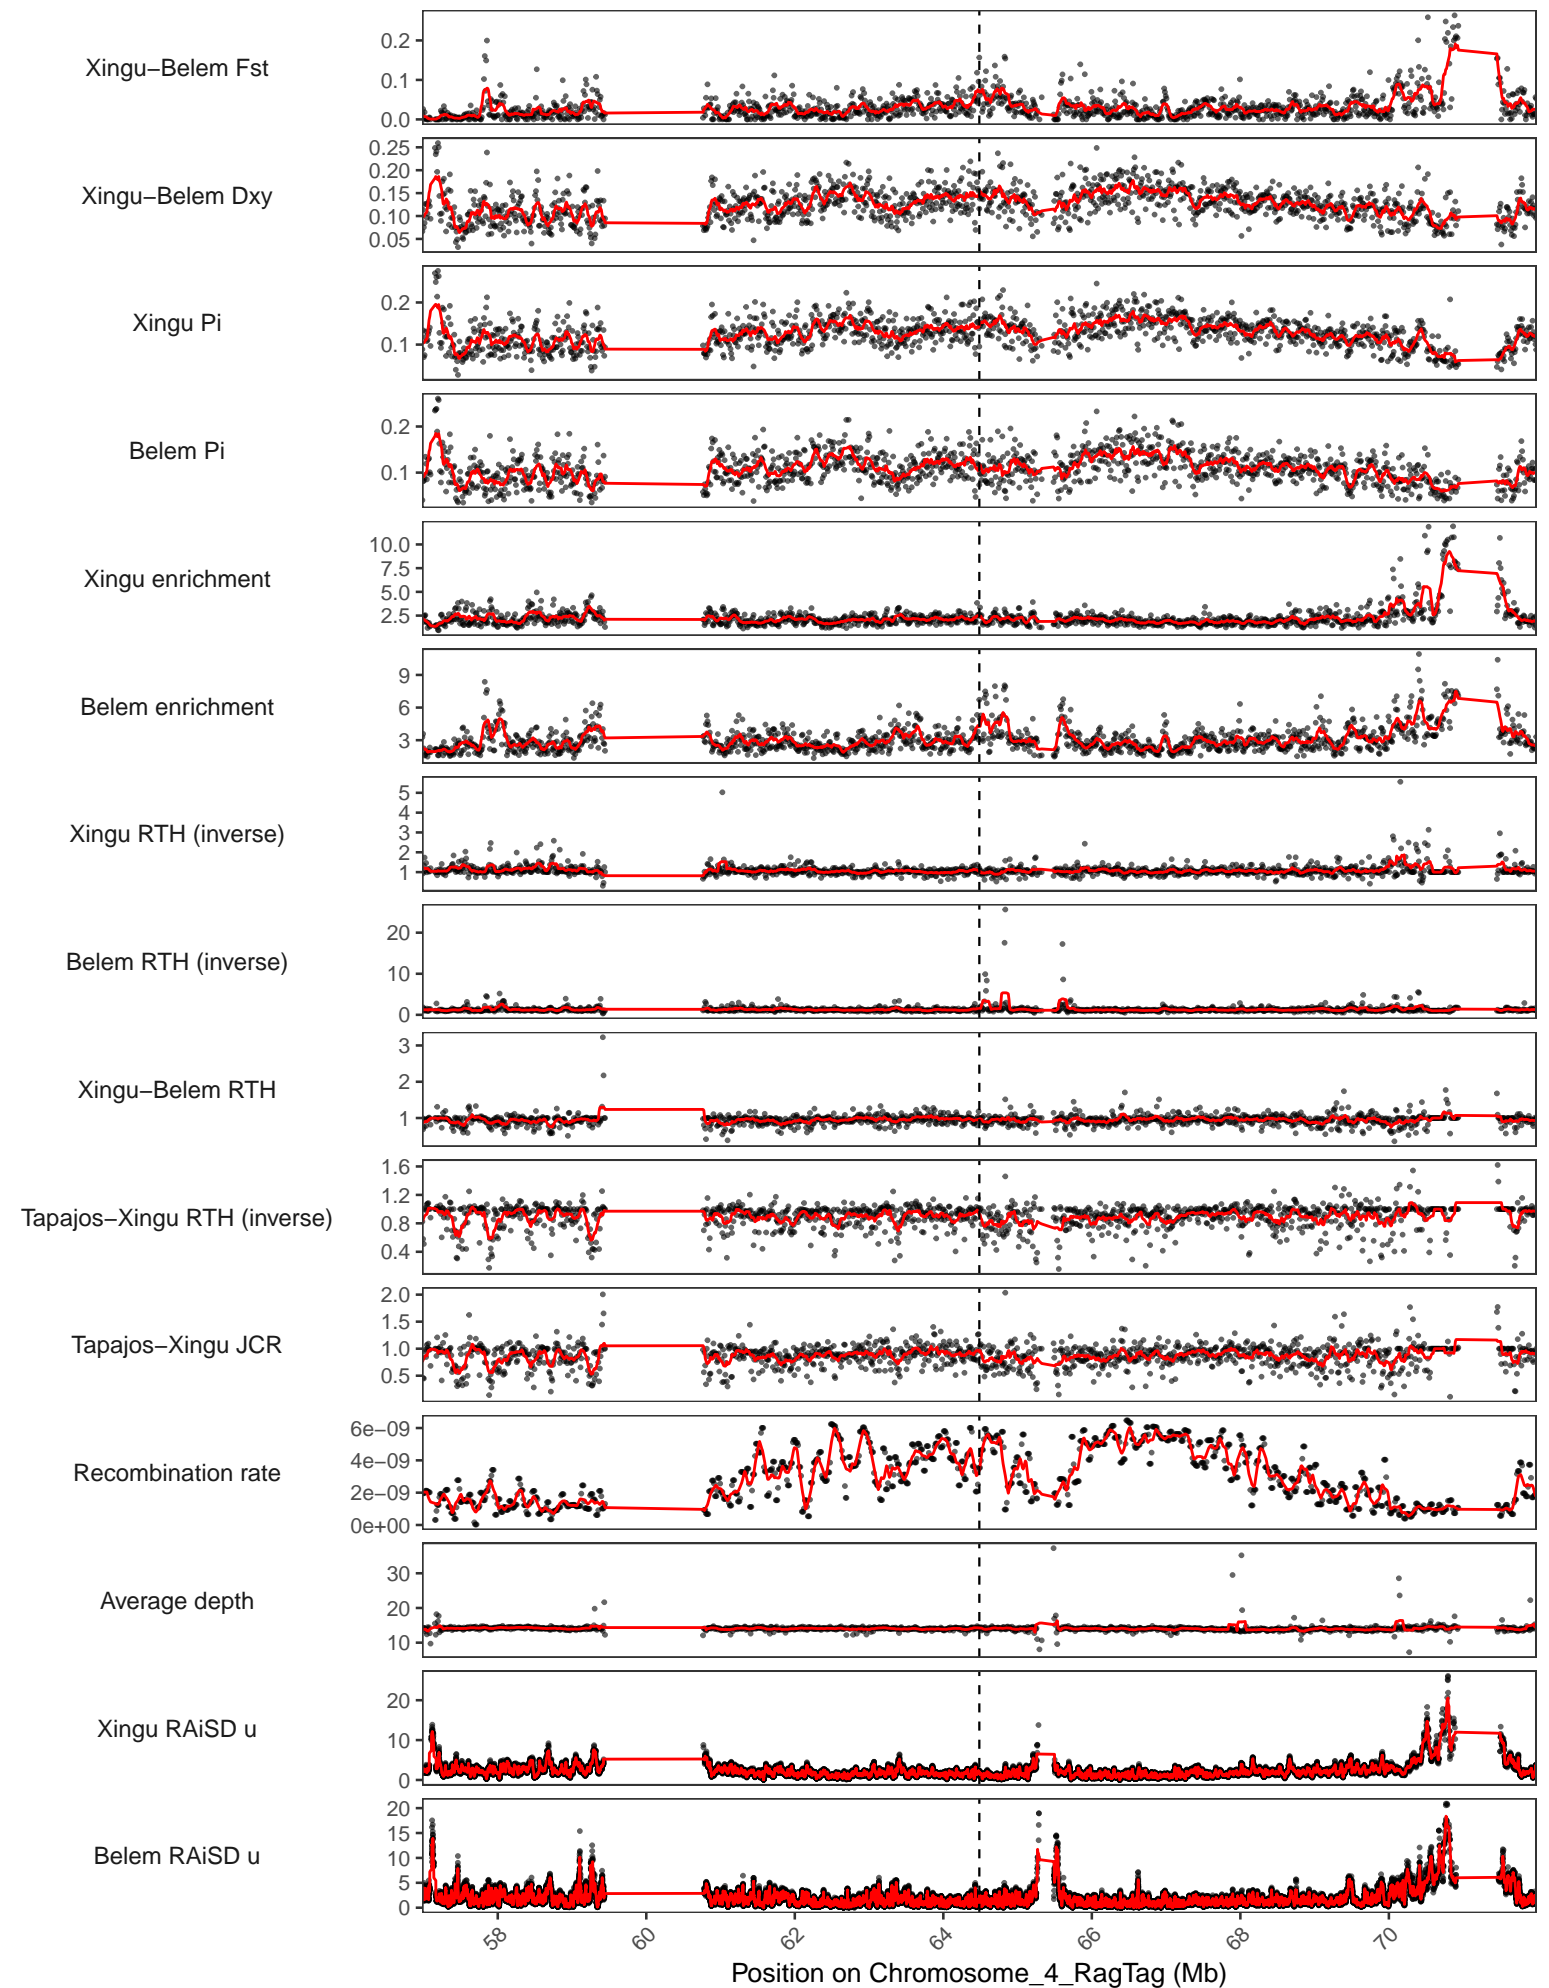 Xingu−Belem Fst
0.2
0.1
0.0
Xingu−Belem Dxy
0.25
0.20
0.15
0.10
0.05
Xingu Pi
0.2
0.1
Belem Pi
0.2
0.1
Xingu enrichment
10.0
7.5
5.0
2.5
Belem enrichment
9
6
3
Xingu RTH (inverse)
5
4
3
2
1
Belem RTH (inverse)
20
10
0
Xingu−Belem RTH
3
2
1
Tapajos−Xingu RTH (inverse)
1.6
1.2
0.8
0.4
Tapajos−Xingu JCR
2.0
1.5
1.0
0.5
Recombination rate
6e−09
4e−09
2e−09
0e+00
Average depth
30
20
10
Xingu RAiSD u
20
10
0
Belem RAiSD u
20
15
10
5
0
58 60 62 64 66 68 70
Position on Chromosome_4_RagTag (Mb)